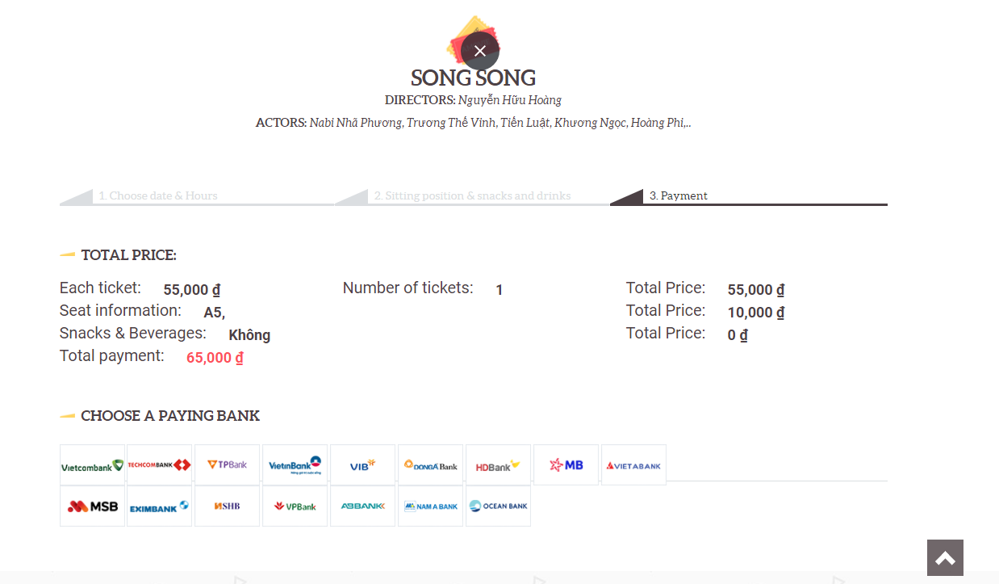 SONG SONG
DIRECTORS: Nguyễn Hữu Hoàng
ACTORS: Nabi Nhã Phương, Trương Thế Vinh, Tiến Luật, Khương Ngọc, Hoàng Phi,..
1. Choose date & Hours 2. Sitting position & snacks and drinks 3. Payment
TOTAL PRICE:
Each ticket: 55,000 ₫ Number of tickets: 1 Total Price: 55,000 ₫
Seat information: A5, Total Price: 10,000 ₫
Snacks & Beverages: Không Total Price: 0 ₫
Total payment: 65,000 ₫
CHOOSE A PAYING BANK
Vietcombank TECHCOMBANK TPBank VietinBank VIB DONGA Bank HDBank MB VIETABANK
MSB EXIMBANK SHB VPBank ABBANK NAM A BANK OCEAN BANK